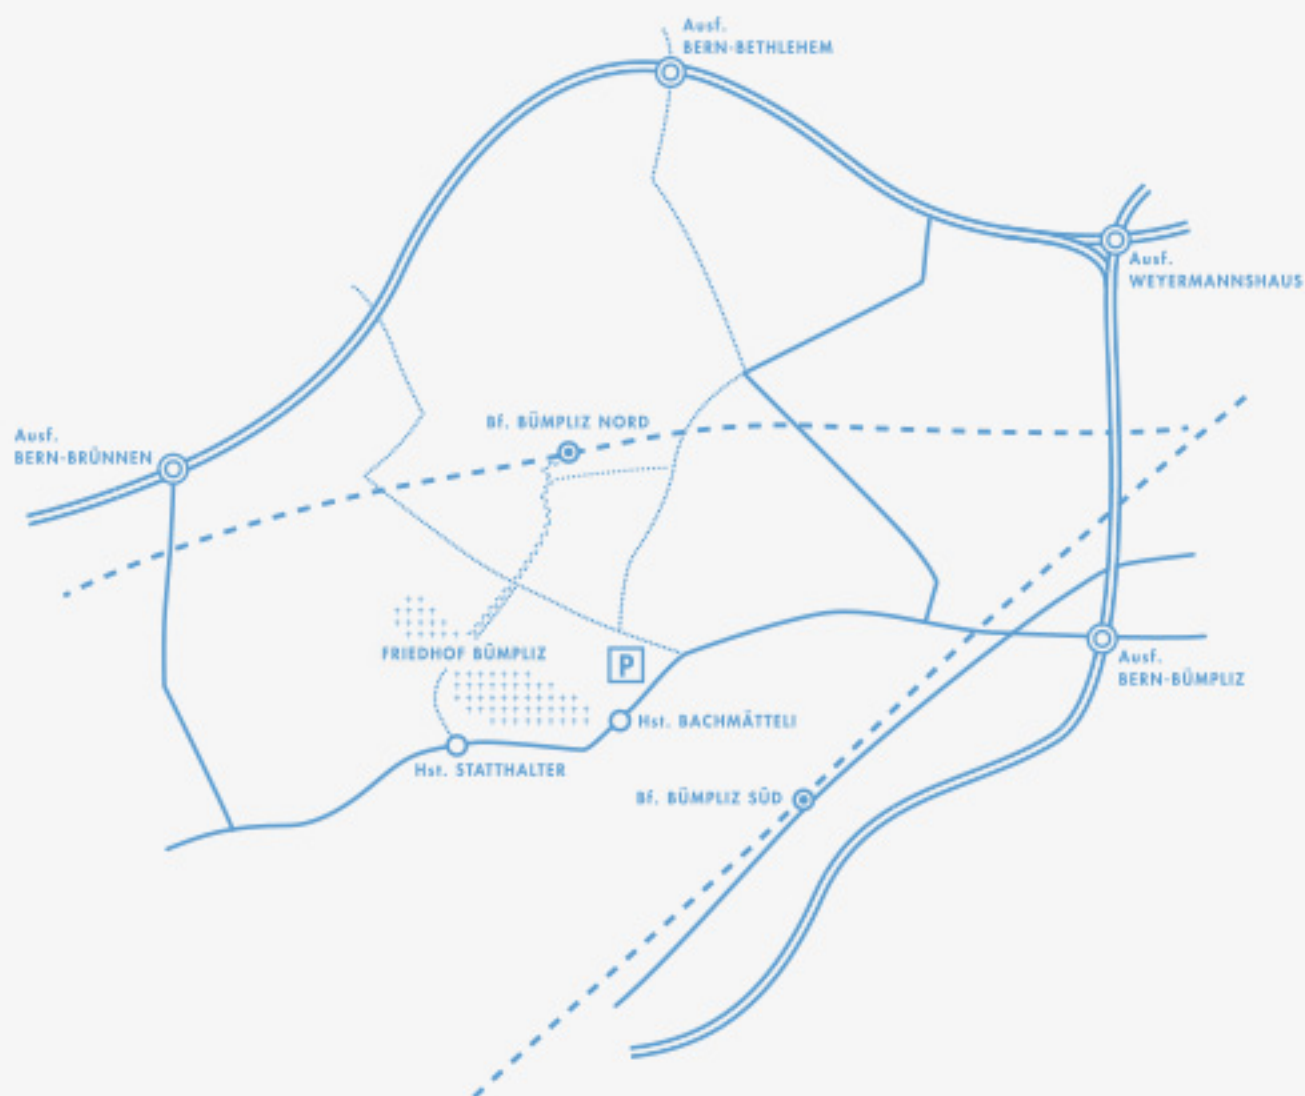 Ausf.
BERN-BETHLEHEM
Ausf.
WEYERMANNSHAUS
Bf. BÜMPLIZ NORD
Ausf.
BERN-BRÜNNEN
FRIEDHOF BÜMPLIZ
P
Ausf.
BERN-BÜMPLIZ
Hst. BACHMÄTTELI
Hst. STATTHALTER
Bf. BÜMPLIZ SÜD